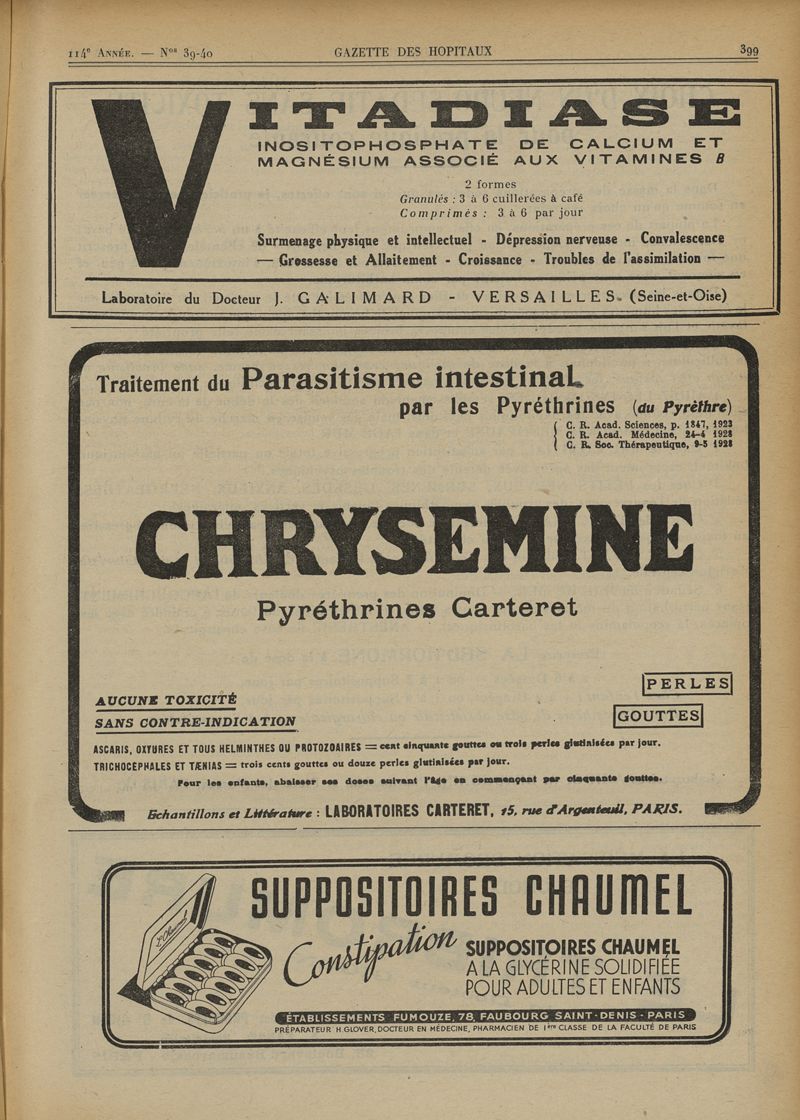 114e ANNÉE. — Nos 39-40
GAZETTE DES HOPITAUX
399
VITADIASE
INOSITOPHOSPHATE DE CALCIUM ET
MAGNÉSIUM ASSOCIÉ AUX VITAMINES B
2 formes
Granulés : 3 à 6 cuillerées à café
Comprimés : 3 à 6 par jour
Surmenage physique et intellectuel - Dépression nerveuse - Convalescence
— Grossesse et Allaitement - Croissance - Troubles de l'assimilation —
Laboratoire du Docteur J. GALIMARD - VERSAILLES. (Seine-et-Oise)
Traitement du Parasitisme intestinal
par les Pyréthrines (du Pyrèthre)
C. R. Acad. Sciences, p. 1847, 1923
C. R. Acad. Médecine, 24-4 1928
C. R. Soc. Thérapeutique, 9-5 1928
CHRYSEMINE
Pyréthrines Carteret
PERLES
AUCUNE TOXICITÉ
GOUTTES
SANS CONTRE-INDICATION
ASCARIS, OXYURES ET TOUS HELMINTHES OU PROTOZOAIRES = cent cinquante gouttes ou trois perles glutinisées par jour.
TRICHOCÉPHALES ET TÆNIAS = trois cents gouttes ou douze perles glutinisées par jour.
Pour les enfants, abaisser ses doses suivant l'âge en commençant par cinquante gouttes.
Echantillons et Littérature : LABORATOIRES CARTERET, 15, rue d'Argenteuil, PARIS.
SUPPOSITOIRES CHAUMEL
Constipation
SUPPOSITOIRES CHAUMEL
A LA GLYCÉRINE SOLIDIFIÉE
POUR ADULTES ET ENFANTS
ÉTABLISSEMENTS FUMOUZE, 78, FAUBOURG SAINT-DENIS - PARIS
PRÉPARATEUR H. GLOVER, DOCTEUR EN MÉDECINE, PHARMACIEN DE 1ère CLASSE DE LA FACULTÉ DE PARIS